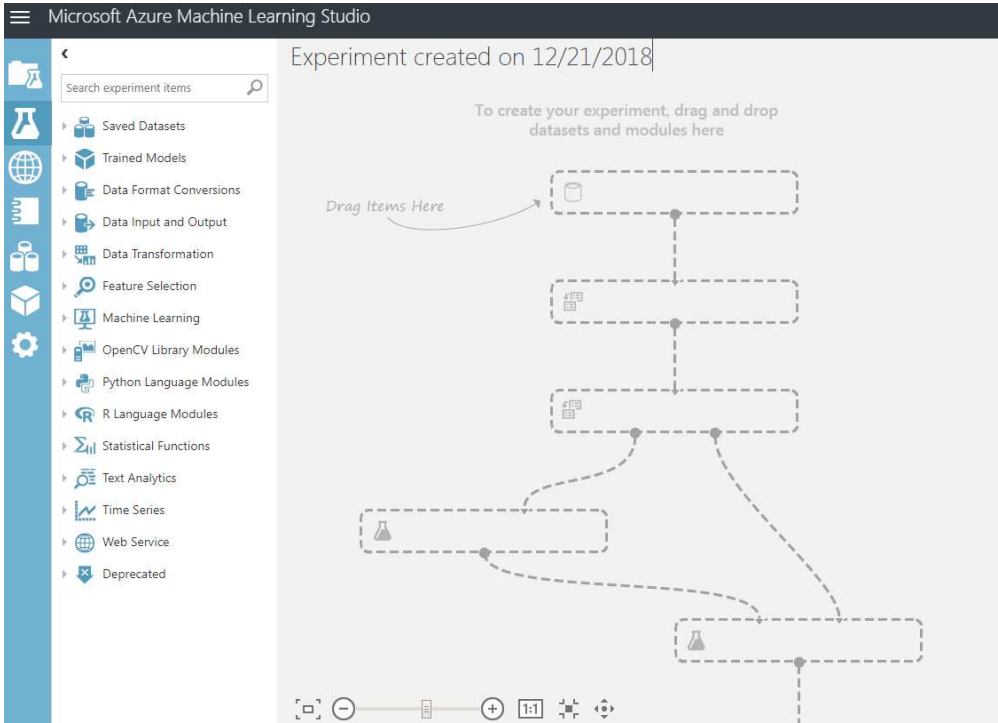 Microsoft Azure Machine Learning Studio
Search experiment items
Saved Datasets
Trained Models
Data Format Conversions
Data Input and Output
Data Transformation
Feature Selection
Machine Learning
OpenCV Library Modules
Python Language Modules
R Language Modules
Statistical Functions
Text Analytics
Time Series
Web Service
Deprecated
Experiment created on 12/21/2018
To create your experiment, drag and drop
datasets and modules here
Drag Items Here
1:1